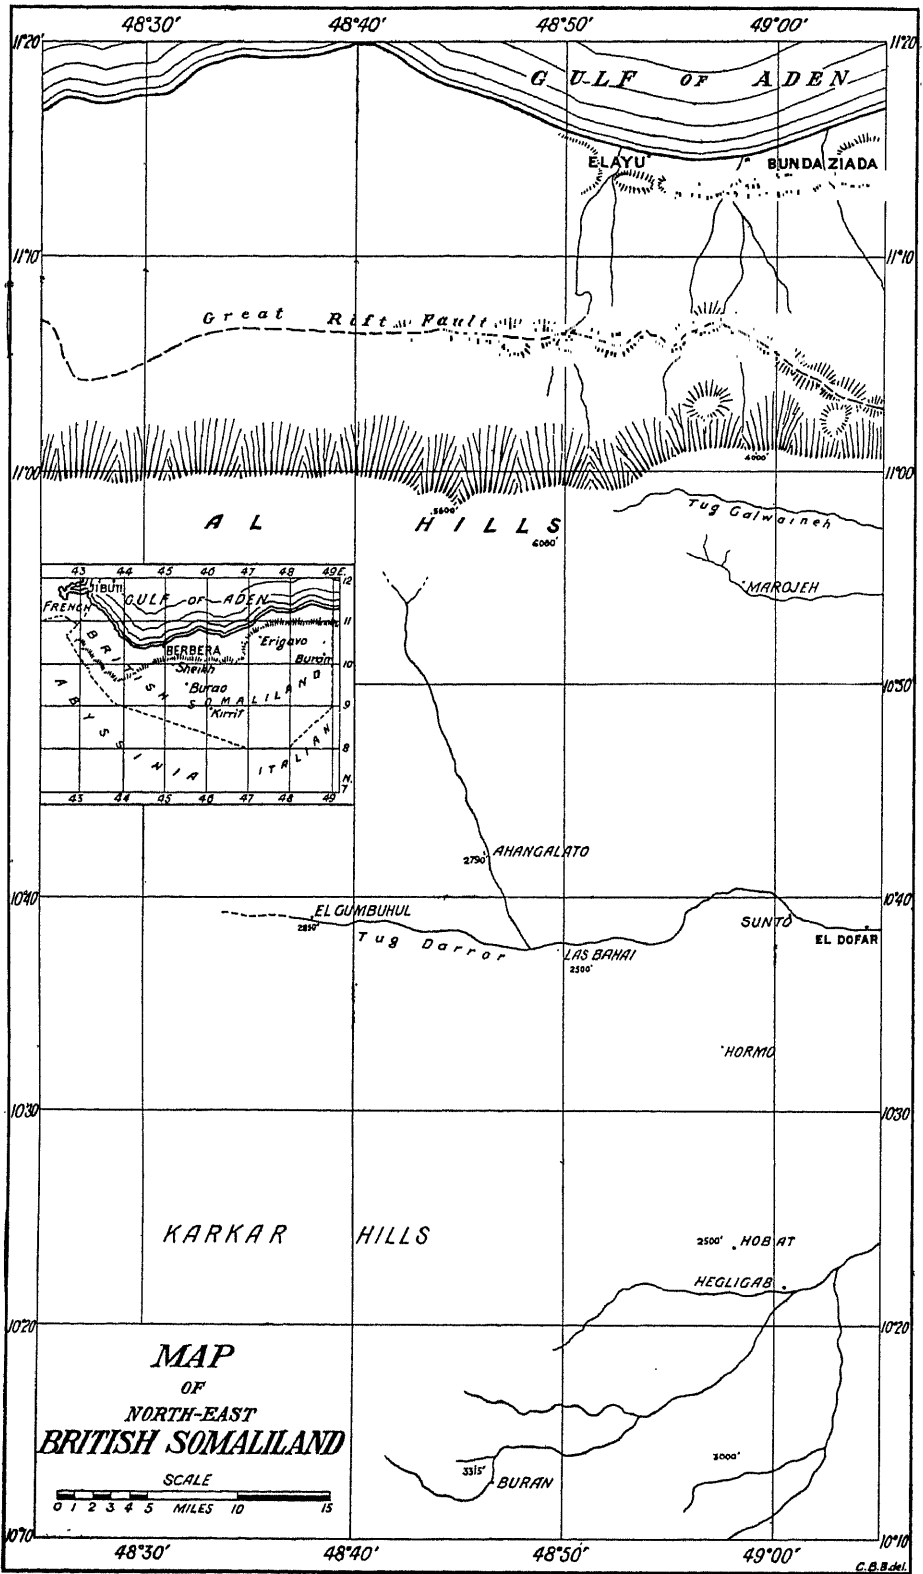 48°30' 48°40' 48°50' 49°00'
11°20' 11°20'
GULF OF ADEN
ELAYU BUNDA ZIADA
11°10' 11°10'
Great Rift Fault
4000'
11°00' 11°00'
5600'
AL HILLS
6000'
Tug Galwaineh
MAROJEH
43 44 45 46 47 48 49 E.
12
JIBUTI
GULF OF ADEN
FRENCH
11
BRITISH SOMALILAND
BERBERA
Erigavo
Sheikh
Buran
10
Burao
Kirrit
9
ABYSSINIA
8
ITALIAN
N.
7
43 44 45 46 47 48 49
10°50'
2790' AHANGALATO
10°40' 10°40'
EL GUMBUHUL
2850'
Tug Darror
SUNTO
EL DOFAR
LAS BAHAI
2500'
HORMO
10°30' 10°30'
KARKAR HILLS
2500' HOBAT
HEGLIGAB
10°20' 10°20'
MAP
OF
NORTH-EAST
BRITISH SOMALILAND
SCALE
0 1 2 3 4 5 MILES 10 15
3315' BURAN
3000'
10°10' 10°10'
48°30' 48°40' 48°50' 49°00'
C.B.B. del.